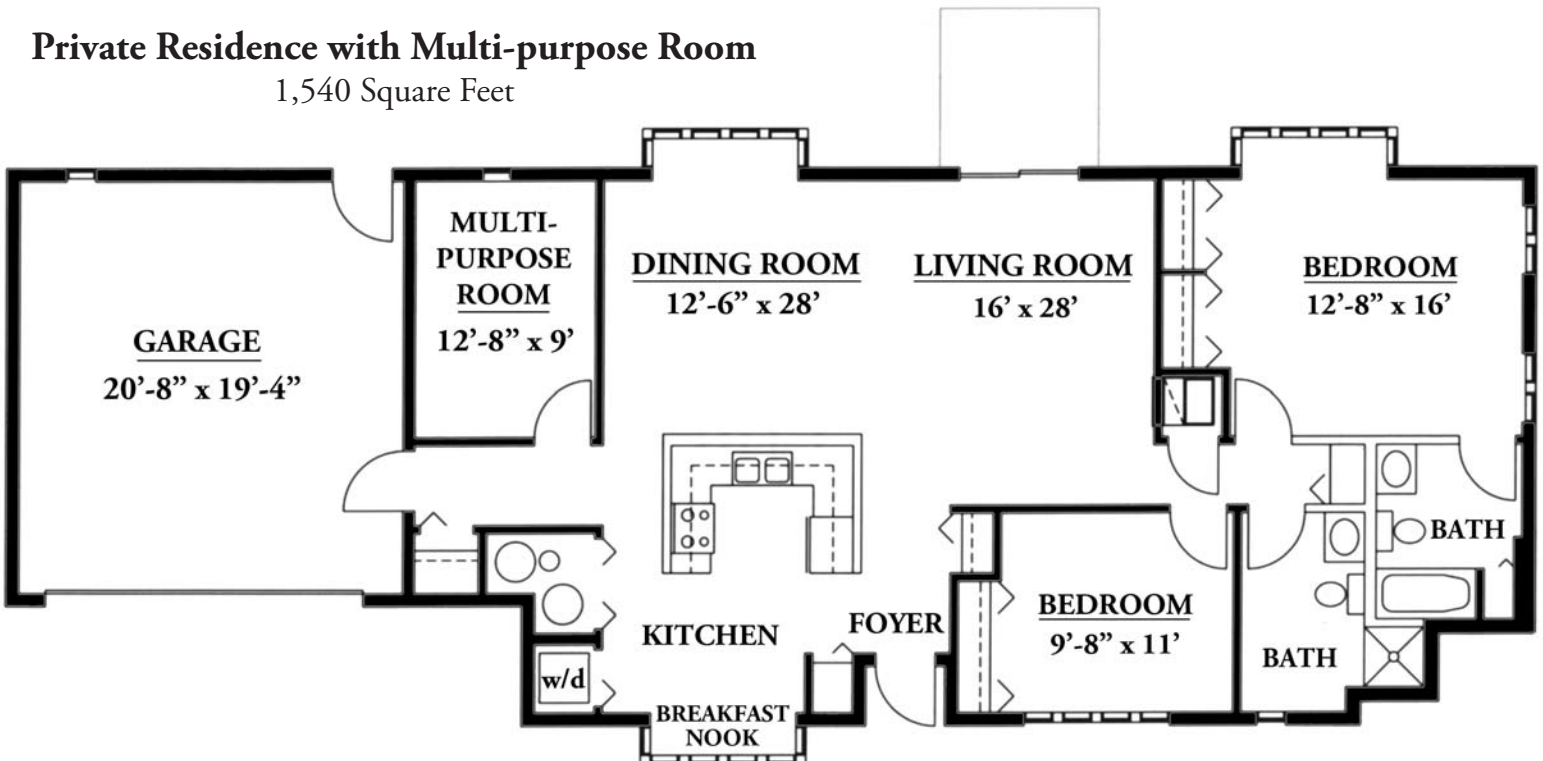 Private Residence with Multi-purpose Room
1,540 Square Feet
MULTI-
PURPOSE
ROOM
12’-8” x 9’
DINING ROOM
12’-6” x 28’
LIVING ROOM
16’ x 28’
BEDROOM
12’-8” x 16’
GARAGE
20’-8” x 19’-4”
BATH
BEDROOM
9’-8” x 11’
FOYER
KITCHEN
BATH
w/d
BREAKFAST
NOOK